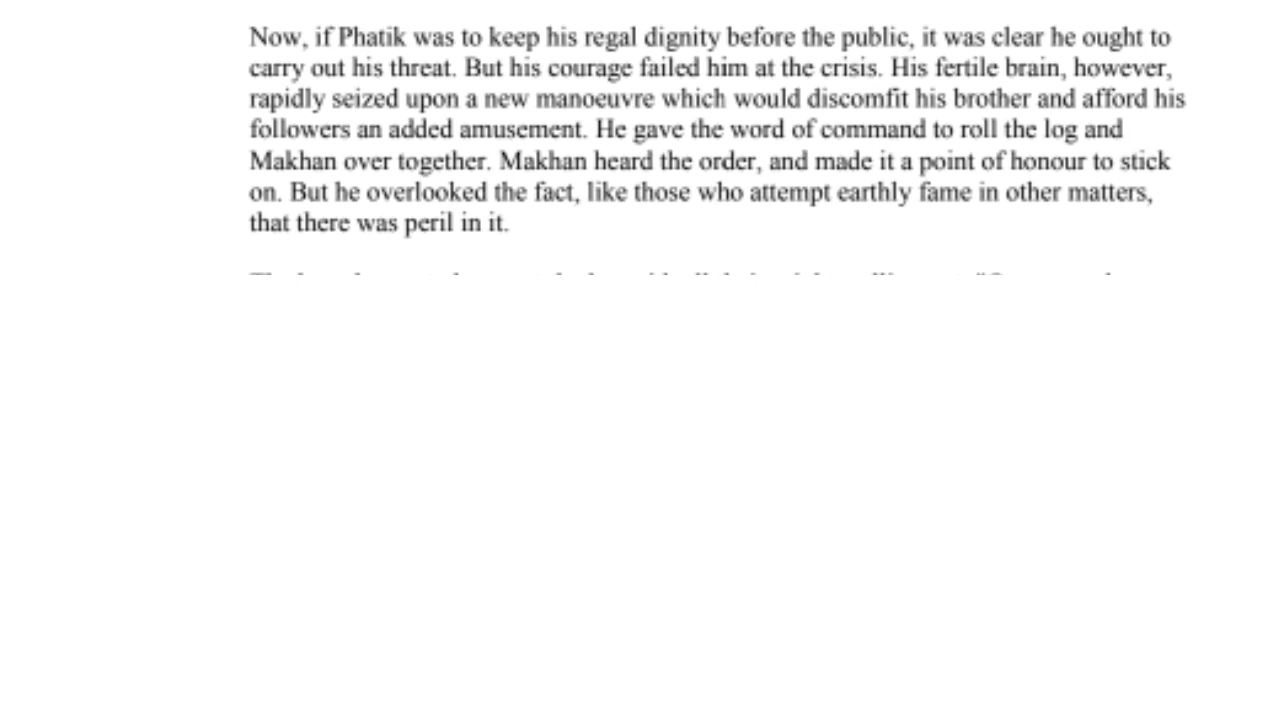 Now, if Phatik was to keep his regal dignity before the public, it was clear he ought to
carry out his threat. But his courage failed him at the crisis. His fertile brain, however,
rapidly seized upon a new manoeuvre which would discomfit his brother and afford his
followers an added amusement. He gave the word of command to roll the log and
Makhan over together. Makhan heard the order, and made it a point of honour to stick
on. But he overlooked the fact, like those who attempt earthly fame in other matters,
that there was peril in it.